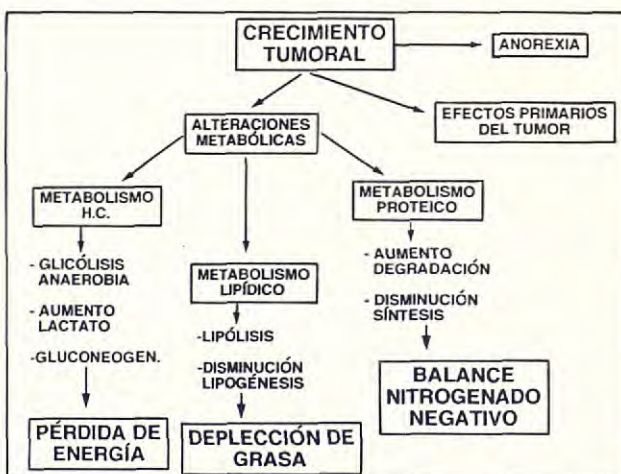 CRECIMIENTO
TUMORAL
ANOREXIA
ALTERACIONES
METABÓLICAS
EFECTOS PRIMARIOS
DEL TUMOR
METABOLISMO
H.C.
- GLICÓLISIS
ANAEROBIA
- AUMENTO
LACTATO
-GLUCONEOGEN.
PÉRDIDA DE
ENERGÍA
METABOLISMO
LIPÍDICO
-LIPÓLISIS
-DISMINUCIÓN
LIPOGÉNESIS
DEPLECCIÓN DE
GRASA
METABOLISMO
PROTEICO
- AUMENTO
DEGRADACIÓN
- DISMINUCIÓN
SÍNTESIS
BALANCE
NITROGENADO
NEGATIVO